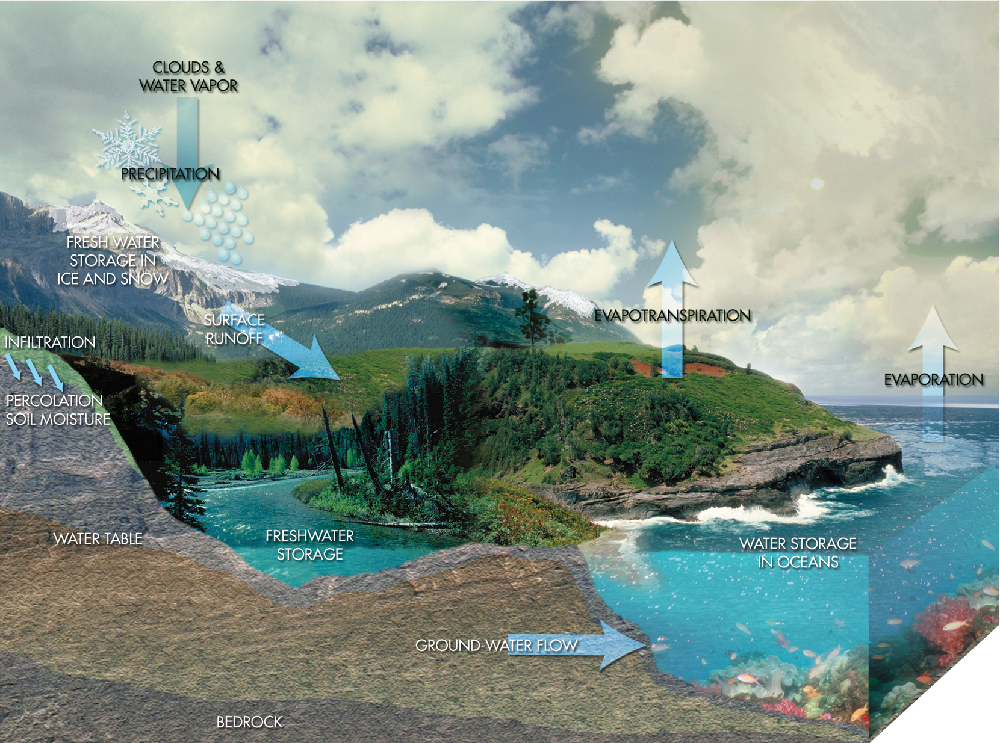 CLOUDS &
WATER VAPOR
PRECIPITATION
FRESH WATER
STORAGE IN
ICE AND SNOW
SURFACE
RUNOFF
EVAPOTRANSPIRATION
INFILTRATION
EVAPORATION
PERCOLATION
SOIL MOISTURE
WATER TABLE
FRESHWATER
STORAGE
WATER STORAGE
IN OCEANS
GROUND-WATER FLOW
BEDROCK